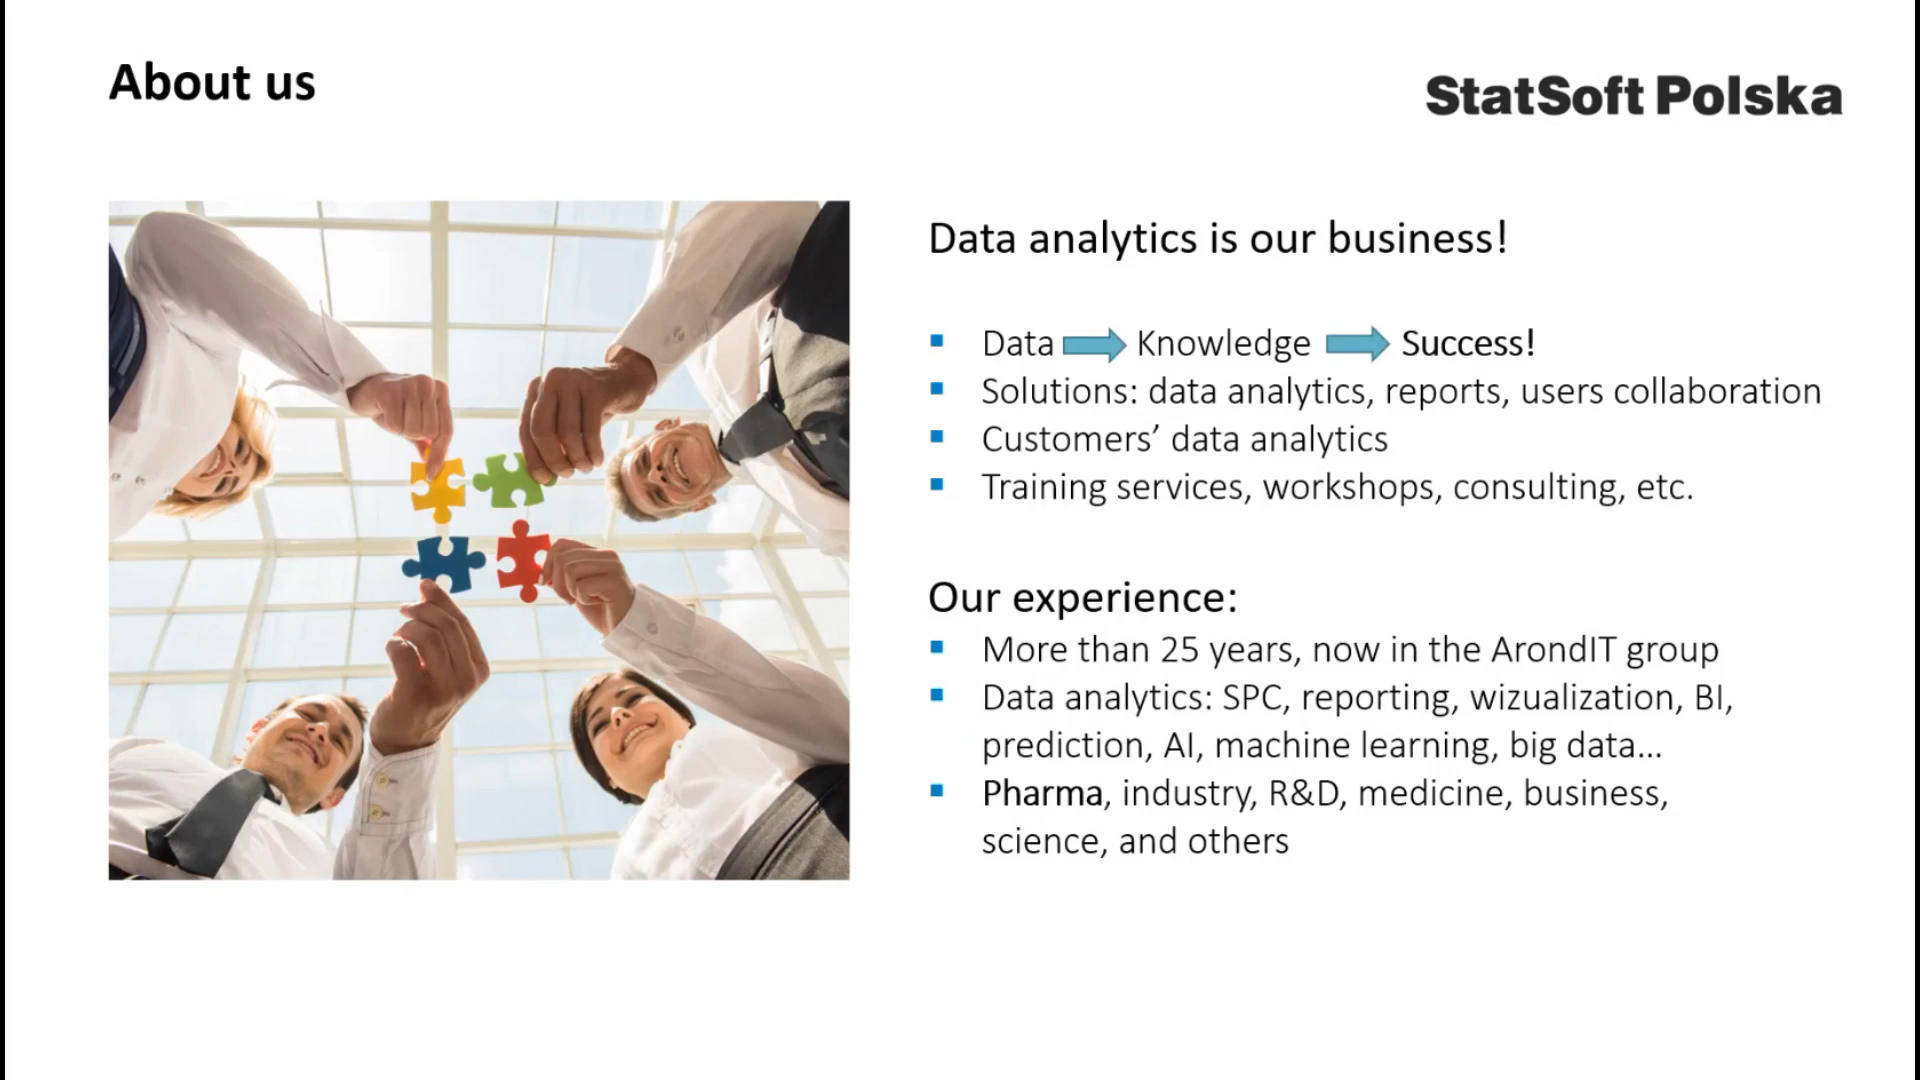 About us
StatSoft Polska
Data analytics is our business!
Data Knowledge Success!
Solutions: data analytics, reports, users collaboration
Customers’ data analytics
Training services, workshops, consulting, etc.
Our experience:
More than 25 years, now in the ArondIT group
Data analytics: SPC, reporting, wizualization, BI,
prediction, AI, machine learning, big data...
Pharma, industry, R&D, medicine, business,
science, and others